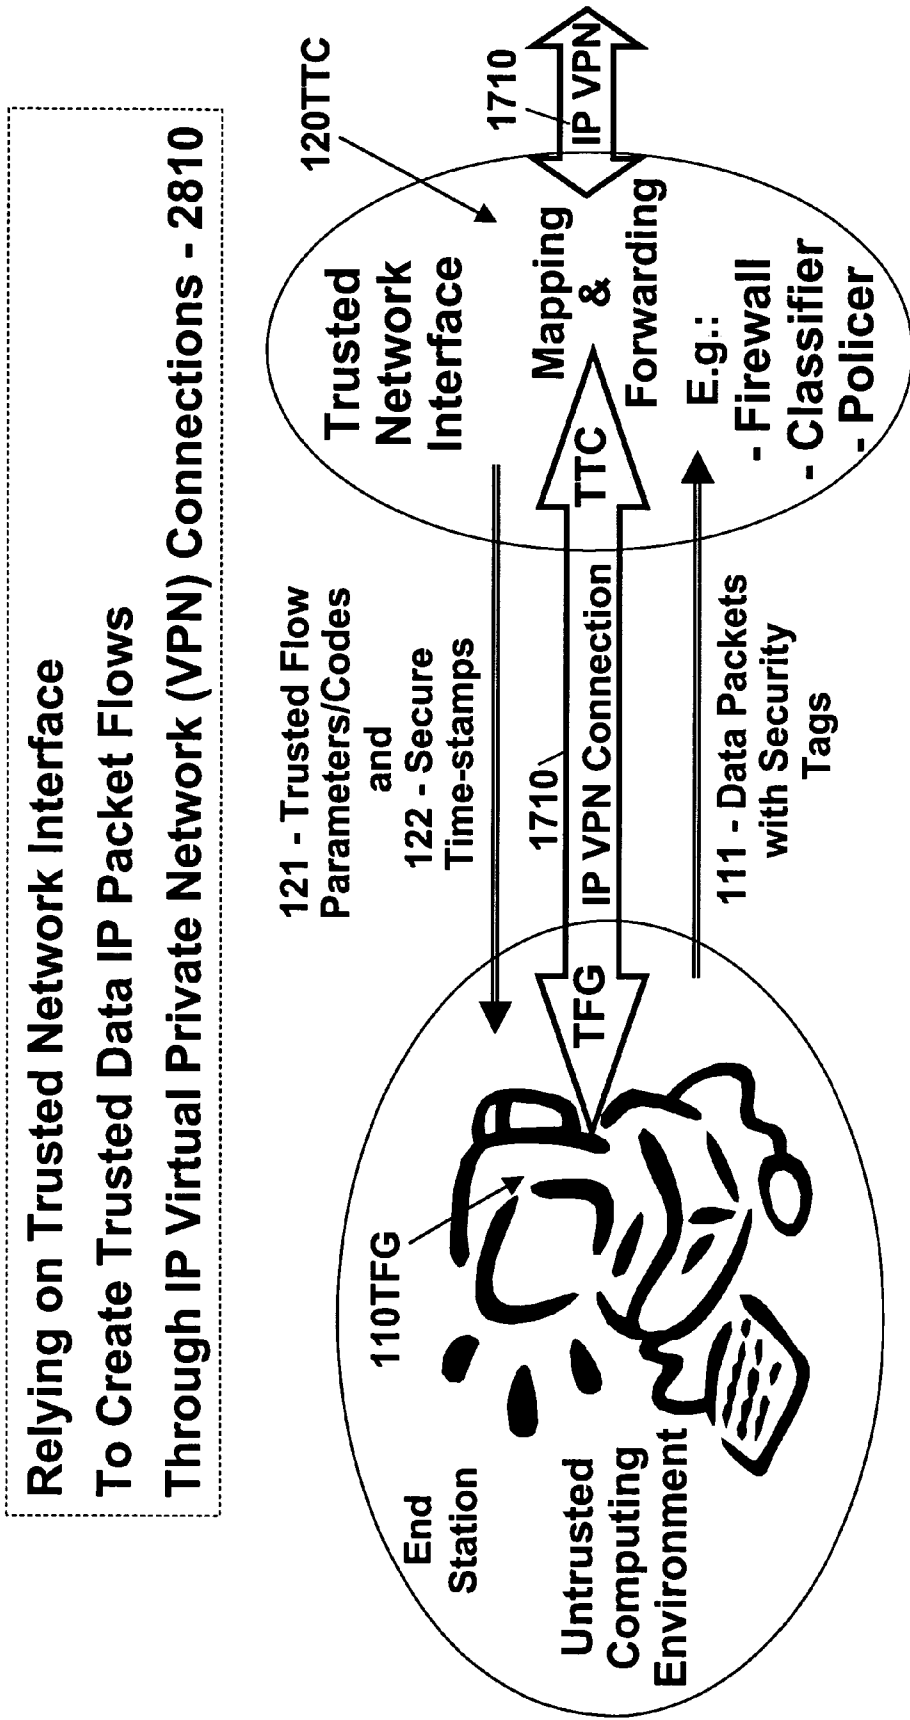 Relying on Trusted Network Interface
To Create Trusted Data IP Packet Flows
Through IP Virtual Private Network (VPN) Connections - 2810
End
Station
Untrusted
Computing
Environment
110TFG
TFG
121 - Trusted Flow
Parameters/Codes
and
122 - Secure
Time-stamps
1710
IP VPN Connection
111 - Data Packets
with Security
Tags
TTC
Trusted
Network
Interface
120TTC
Mapping
&
Forwarding
E.g.:
- Firewall
- Classifier
- Policer
1710
IP VPN